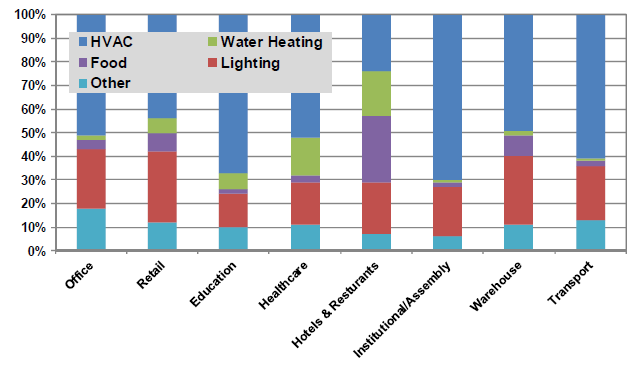 100%
90%
80%
70%
60%
50%
40%
30%
20%
10%
0%
HVAC Water Heating
Food Lighting
Other
Office
Retail
Education
Healthcare
Hotels & Resturants
Institutional/Assembly
Warehouse
Transport